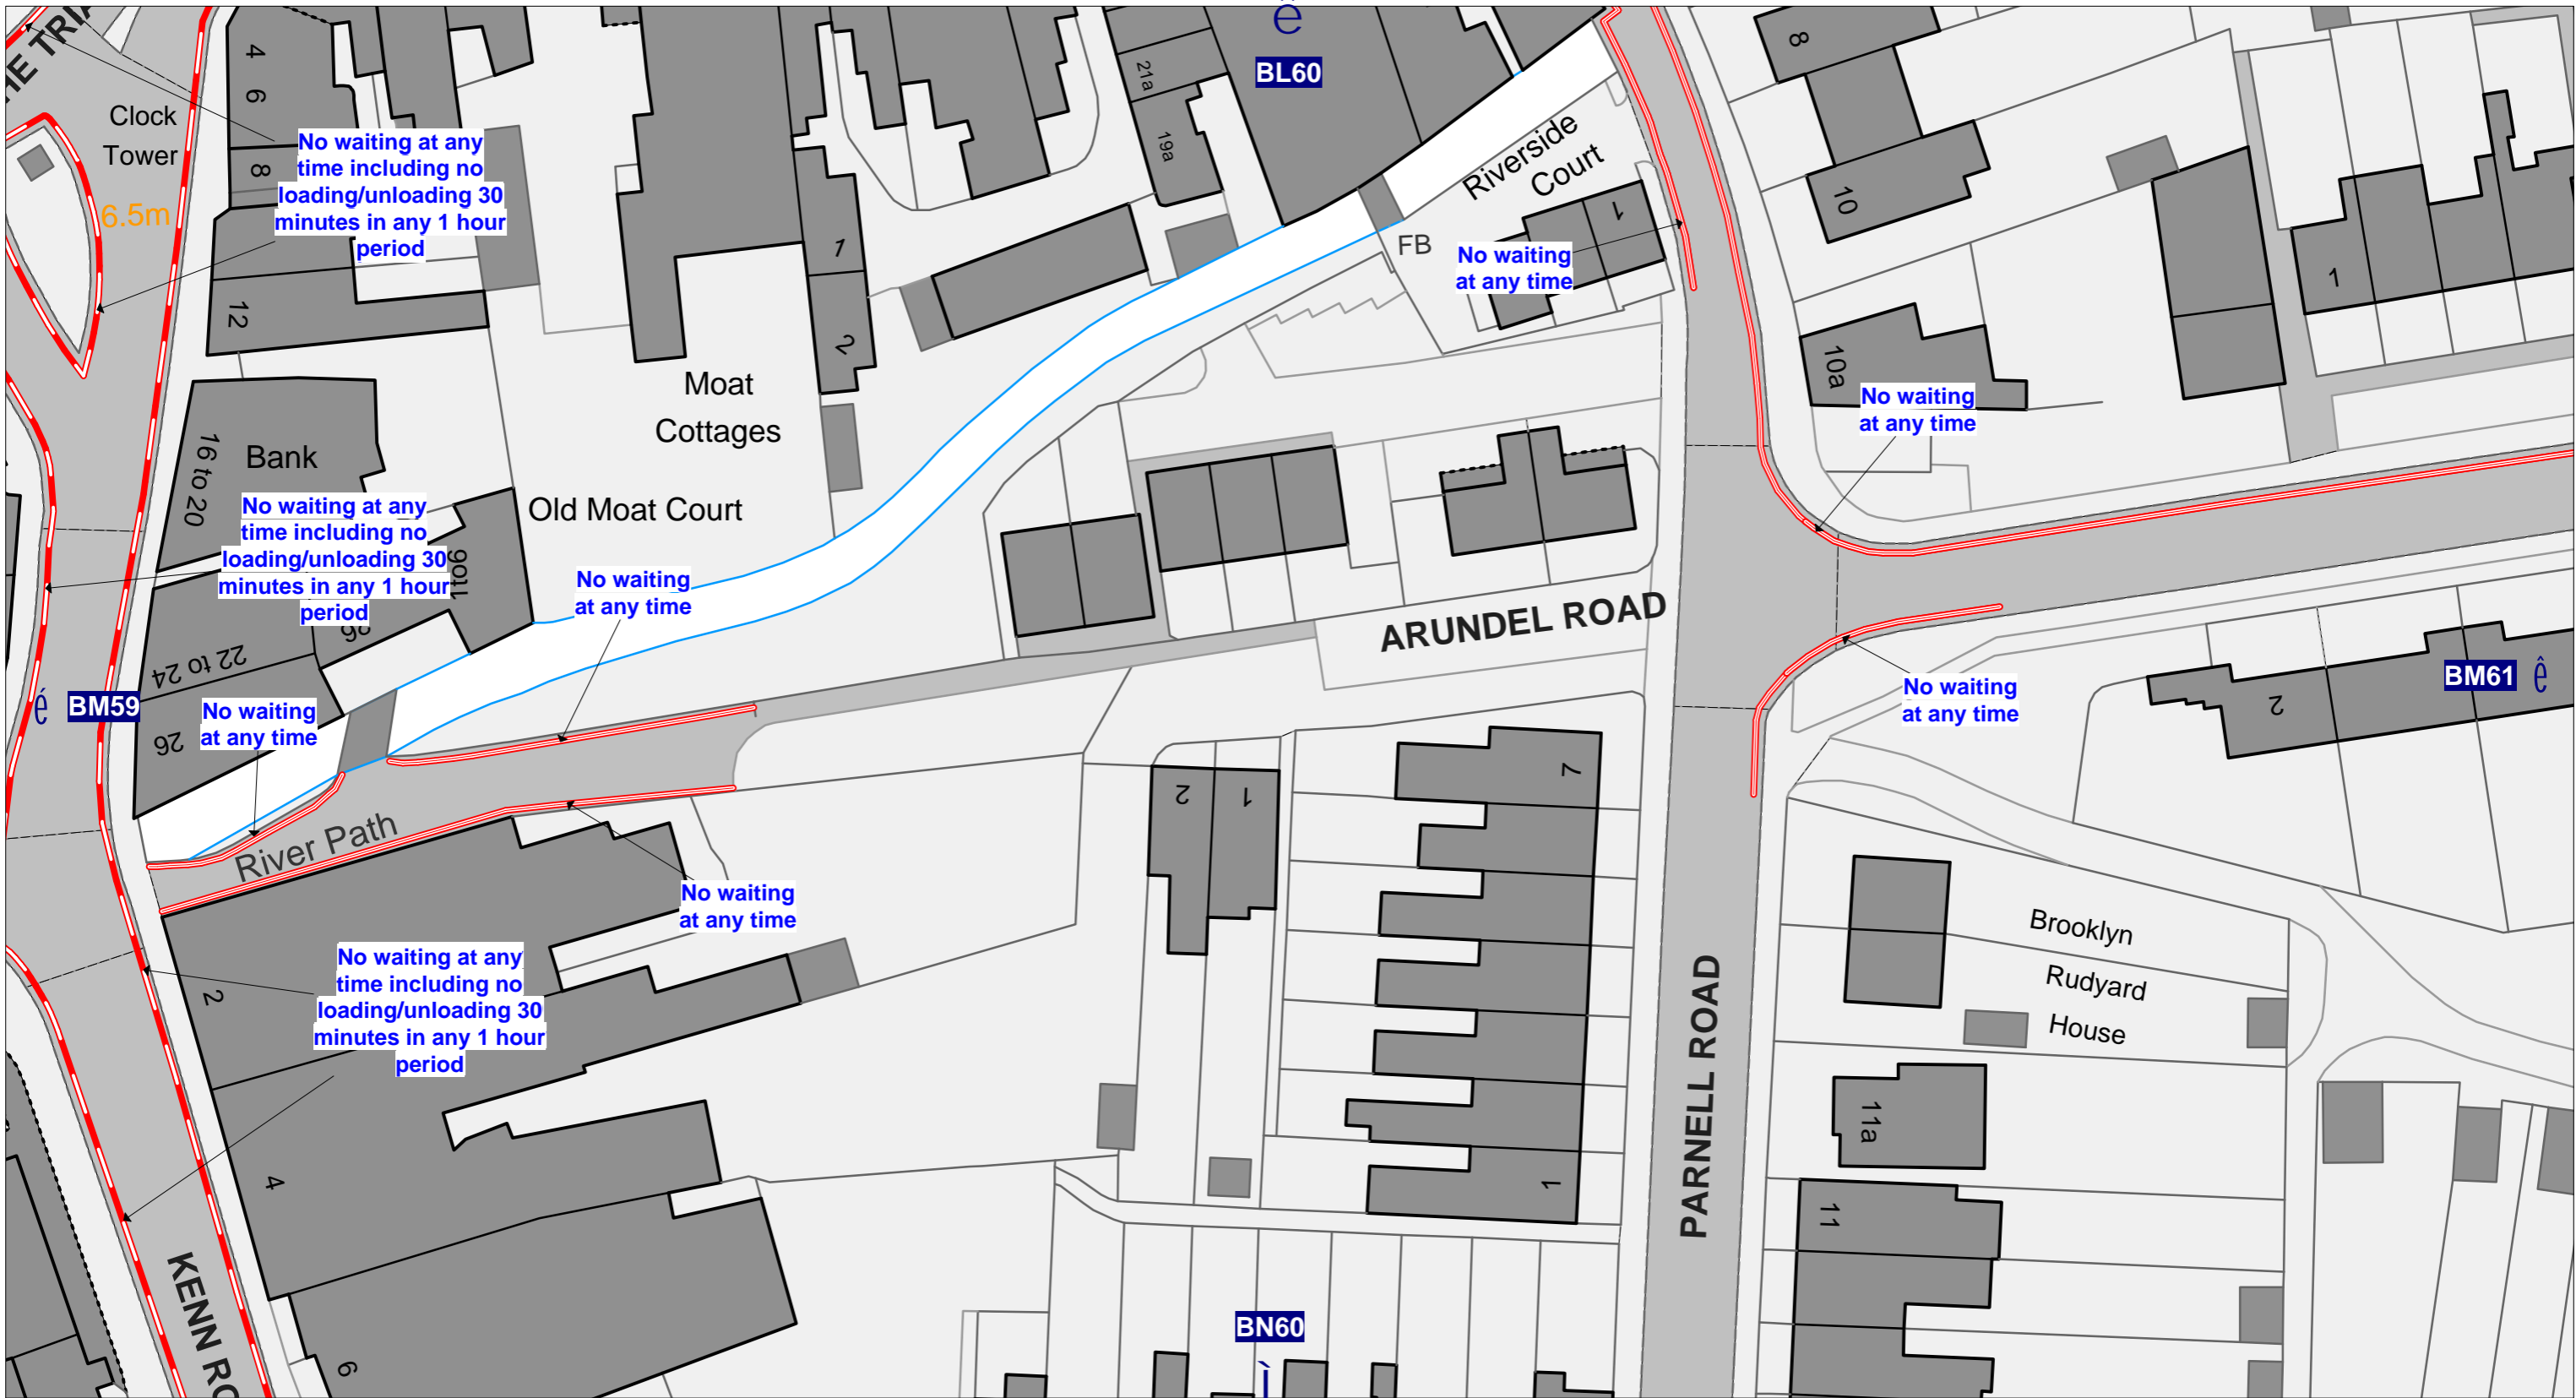 HE TRIA
Clock
Tower
6.5m
4
6
8
12
No waiting at any
time including no
loading/unloading 30
minutes in any 1 hour
period
16 to 20
Bank
No waiting at any
time including no
loading/unloading 30
minutes in any 1 hour
period
1to6
26
22 to 24
26
é
BM59
No waiting
at any time
River Path
Moat
Cottages
Old Moat Court
1
2
No waiting
at any time
No waiting
at any time
No waiting at any
time including no
loading/unloading 30
minutes in any 1 hour
period
2
4
6
KENN RO
21a
19a
ë
BL60
Riverside
Court
FB
1
No waiting
at any time
8
10
10a
No waiting
at any time
1
ARUNDEL ROAD
No waiting
at any time
BM61
ê
2
2
1
7
1
PARNELL ROAD
Brooklyn
Rudyard
House
11a
11
BN60